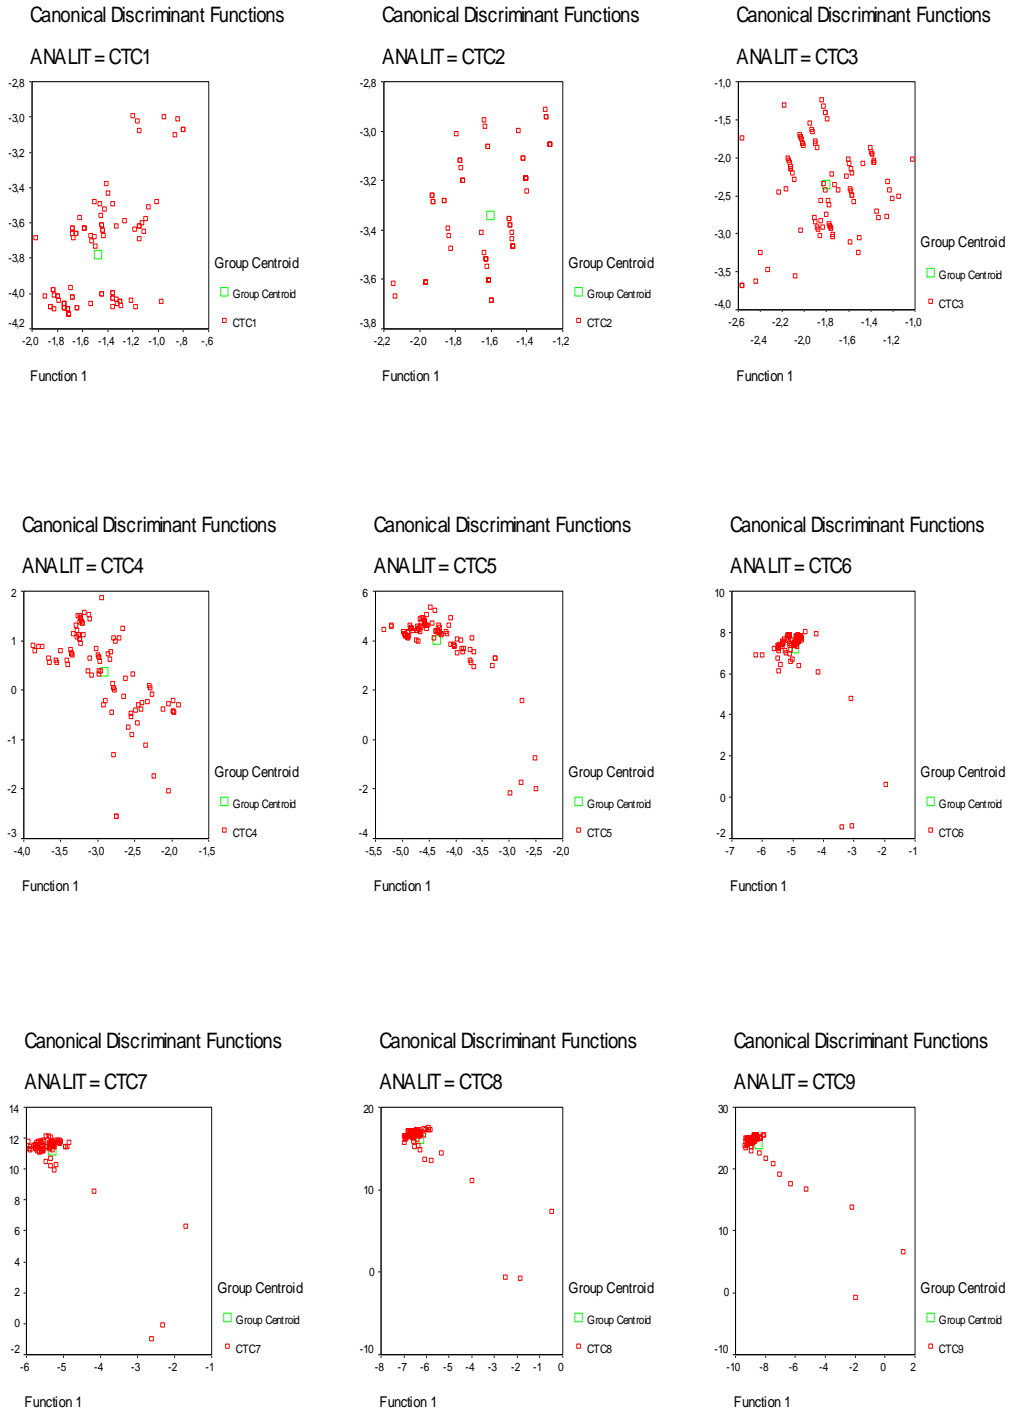 Canonical Discriminant Functions
ANALIT = CTC1
-2,8
-3,0
-3,2
-3,4
-3,6
-3,8
-4,0
-4,2
-2,0 -1,8 -1,6 -1,4 -1,2 -1,0 -,8 -,6
Function 1
Group Centroid
Group Centroid
CTC1
Canonical Discriminant Functions
ANALIT = CTC2
-2,8
-3,0
-3,2
-3,4
-3,6
-3,8
-2,2 -2,0 -1,8 -1,6 -1,4 -1,2
Function 1
Group Centroid
Group Centroid
CTC2
Canonical Discriminant Functions
ANALIT = CTC3
-1,0
-1,5
-2,0
-2,5
-3,0
-3,5
-4,0
-2,6 -2,2 -1,8 -1,4 -1,0
-2,4 -2,0 -1,6 -1,2
Function 1
Group Centroid
Group Centroid
CTC3
Canonical Discriminant Functions
ANALIT = CTC4
2
1
0
-1
-2
-3
-4,0 -3,5 -3,0 -2,5 -2,0 -1,5
Function 1
Group Centroid
Group Centroid
CTC4
Canonical Discriminant Functions
ANALIT = CTC5
6
4
2
0
-2
-4
-5,5 -5,0 -4,5 -4,0 -3,5 -3,0 -2,5 -2,0
Function 1
Group Centroid
Group Centroid
CTC5
Canonical Discriminant Functions
ANALIT = CTC6
10
8
6
4
2
0
-2
-7 -6 -5 -4 -3 -2 -1
Function 1
Group Centroid
Group Centroid
CTC6
Canonical Discriminant Functions
ANALIT = CTC7
14
12
10
8
6
4
2
0
-2
-6 -5 -4 -3 -2 -1
Function 1
Group Centroid
Group Centroid
CTC7
Canonical Discriminant Functions
ANALIT = CTC8
20
10
0
-10
-8 -7 -6 -5 -4 -3 -2 -1 0
Function 1
Group Centroid
Group Centroid
CTC8
Canonical Discriminant Functions
ANALIT = CTC9
30
20
10
0
-10
-10 -8 -6 -4 -2 0 2
Function 1
Group Centroid
Group Centroid
CTC9